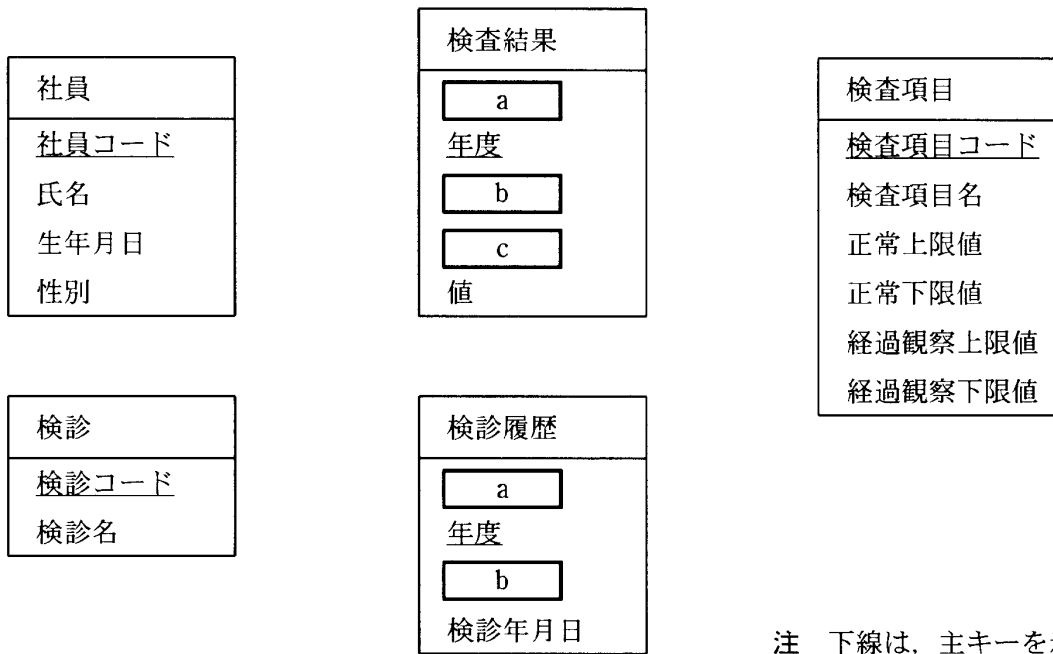 社員
社員コード
氏名
生年月日
性別
検査結果
a
年度
b
c
値
検査項目
検査項目コード
検査項目名
正常上限値
正常下限値
経過観察上限値
経過観察下限値
検診
検診コード
検診名
検診履歴
a
年度
b
検診年月日
注 下線は，主キーを